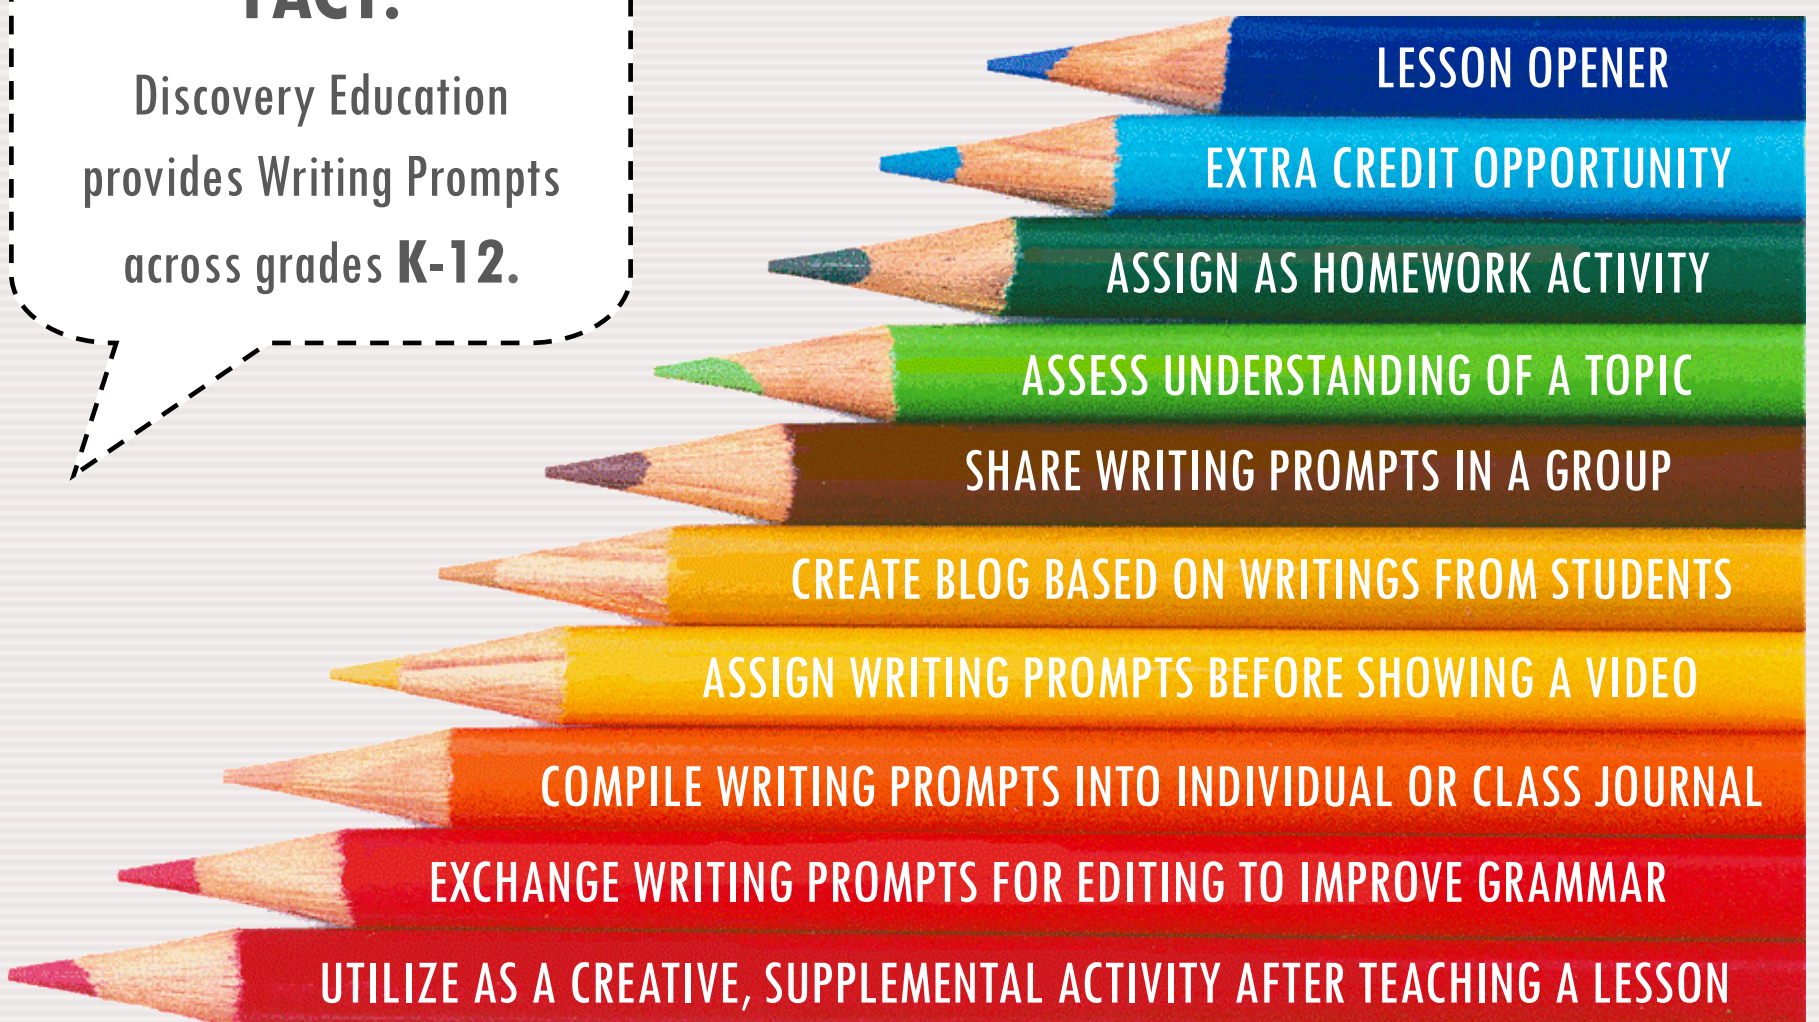 FACT:
Discovery Education
provides Writing Prompts
across grades K-12.
LESSON OPENER
EXTRA CREDIT OPPORTUNITY
ASSIGN AS HOMEWORK ACTIVITY
ASSESS UNDERSTANDING OF A TOPIC
SHARE WRITING PROMPTS IN A GROUP
CREATE BLOG BASED ON WRITINGS FROM STUDENTS
ASSIGN WRITING PROMPTS BEFORE SHOWING A VIDEO
COMPILE WRITING PROMPTS INTO INDIVIDUAL OR CLASS JOURNAL
EXCHANGE WRITING PROMPTS FOR EDITING TO IMPROVE GRAMMAR
UTILIZE AS A CREATIVE, SUPPLEMENTAL ACTIVITY AFTER TEACHING A LESSON